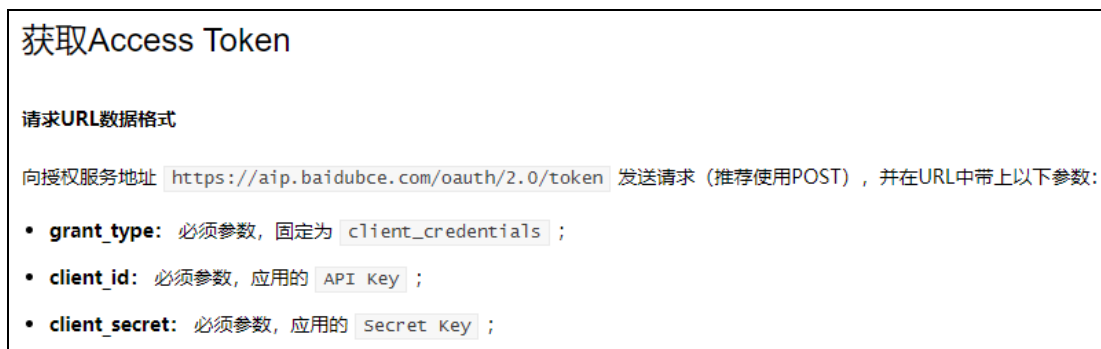 获取Access Token
请求URL数据格式
向授权服务地址 https://aip.baidubce.com/oauth/2.0/token 发送请求（推荐使用POST），并在URL中带上以下参数：
• grant_type： 必须参数，固定为 client_credentials ；
• client_id： 必须参数，应用的 API Key ；
• client_secret： 必须参数，应用的 Secret Key ；